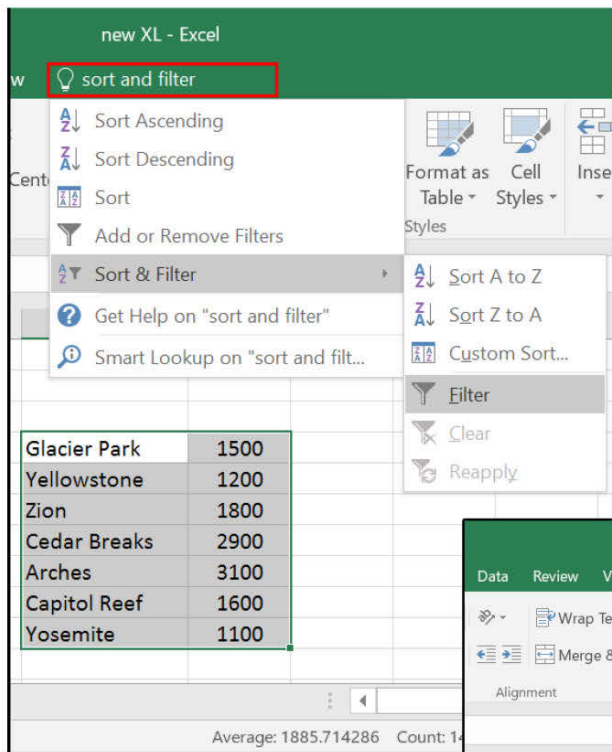 new XL - Excel
w
sort and filter
Sort Ascending
Sort Descending
Sort
Add or Remove Filters
Sort & Filter
Get Help on "sort and filter"
Smart Lookup on "sort and filt...
Cent
Format as Table
Cell Styles
Inse
Styles
Sort A to Z
Sort Z to A
Custom Sort...
Filter
Clear
Reapply
Glacier Park 1500
Yellowstone 1200
Zion 1800
Cedar Breaks 2900
Arches 3100
Capitol Reef 1600
Yosemite 1100
Average: 1885.714286 Count: 14
Data Review V
Wrap Te
Merge &
Alignment